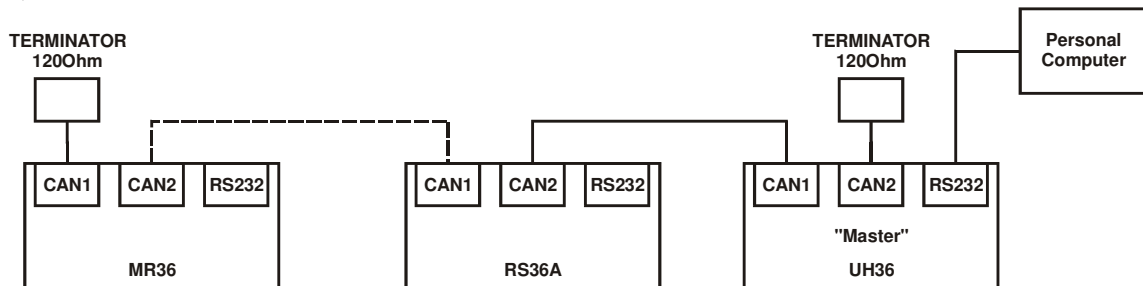 TERMINATOR
120Ohm
TERMINATOR
120Ohm
Personal
Computer
CAN1 CAN2 RS232
CAN1 CAN2 RS232
CAN1 CAN2 RS232
"Master"
MR36
RS36A
UH36